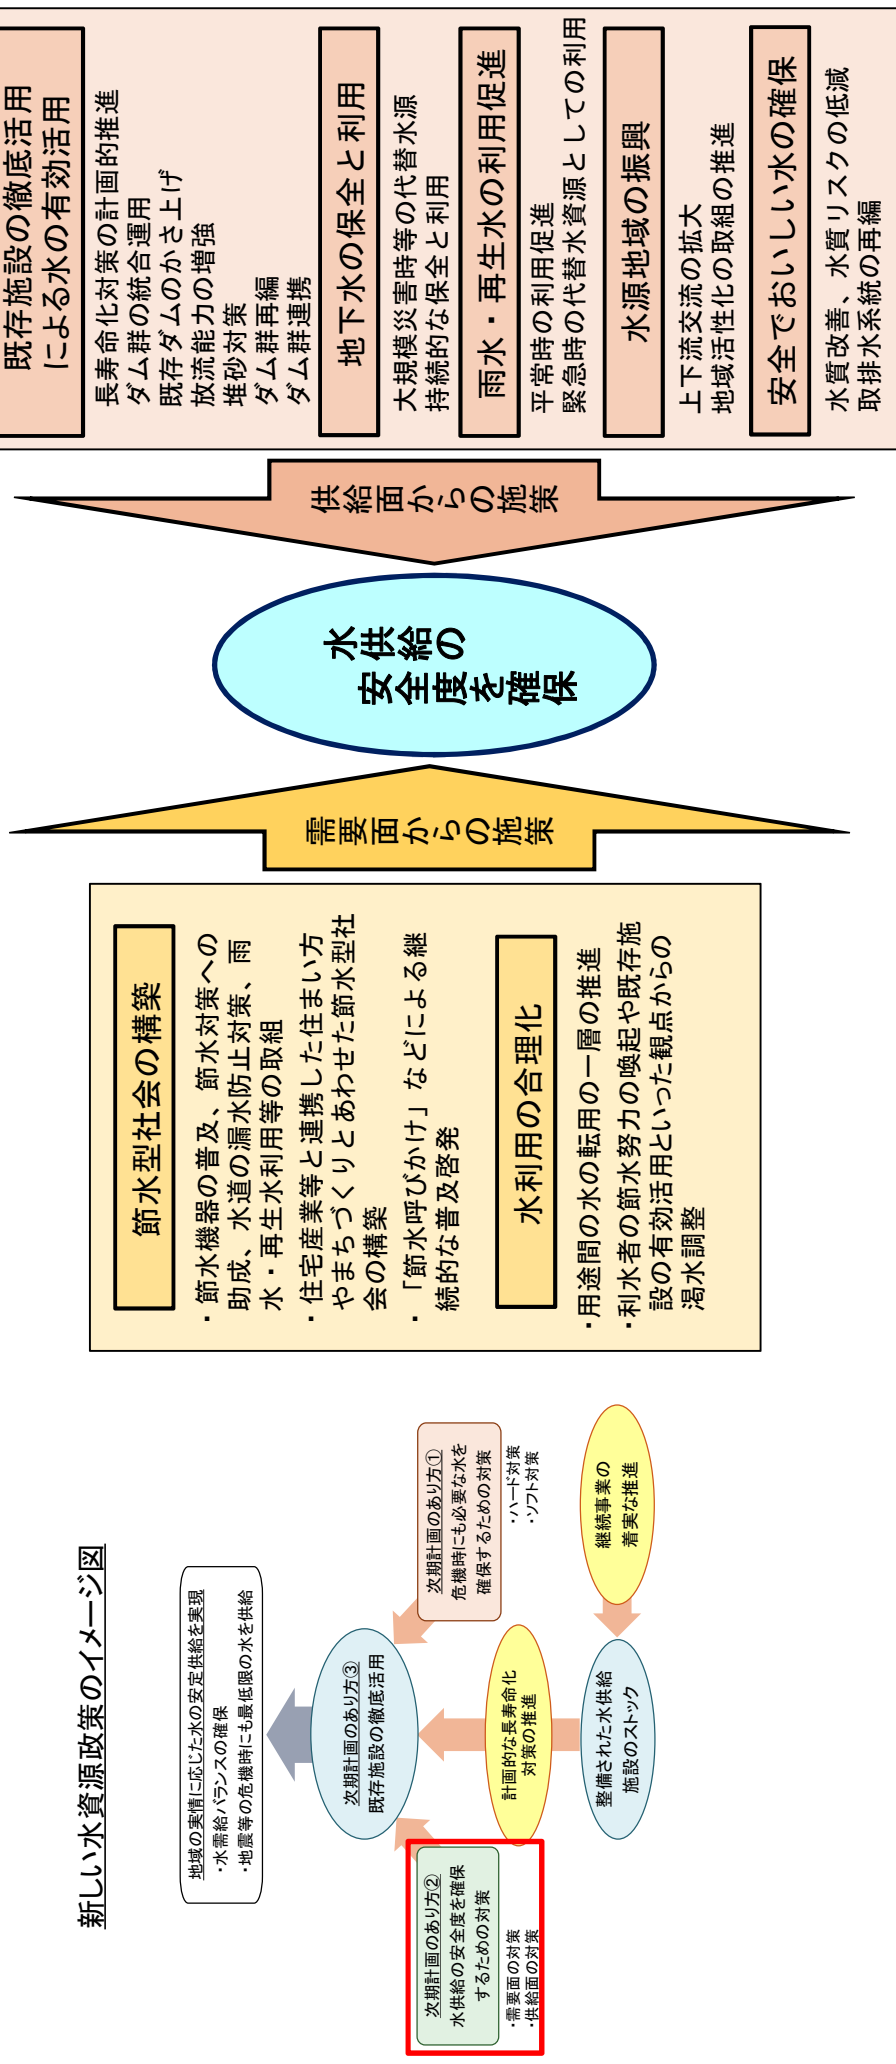 新しい水資源政策のイメージ図
地域の実情に応じた水の安定供給を実現
・水需給バランスの確保
・地震等の危機時にも最低限の水を供給
次期計画のあり方③
既存施設の徹底活用
次期計画のあり方②
水供給の安全度を確保
するための対策
・需要面の対策
・供給面の対策
計画的な長寿命化
対策の推進
次期計画のあり方①
危機時にも必要な水を
確保するための対策
・ハード対策
・ソフト対策
整備された水供給
施設のストック
継続事業の
着実な推進
節水型社会の構築
・節水機器の普及、節水対策への
助成、水道の漏水防止対策、雨
水・再生水利用等の取組
・住宅産業等と連携した住まい方
やまちづくりとあわせた節水型社
会の構築
・「節水呼びかけ」などによる継
続的な普及啓発
水利用の合理化
・用途間の水の転用の一層の推進
・利水者の節水努力の喚起や既存施
設の有効活用といった観点からの
渇水調整
需要面からの施策
水供給の
安全度を確保
供給面からの施策
既存施設の徹底活用
による水の有効活用
長寿命化対策の計画的推進
ダム群の統合運用
既存ダムのかさ上げ
放流能力の増強
堆砂対策
ダム群再編
ダム群連携
地下水の保全と利用
大規模災害時等の代替水源
持続的な保全と利用
雨水・再生水の利用促進
平常時の利用促進
緊急時の代替水資源としての利用
水源地域の振興
上下流交流の拡大
地域活性化の取組の推進
安全でおいしい水の確保
水質改善、水質リスクの低減
取排水系統の再編